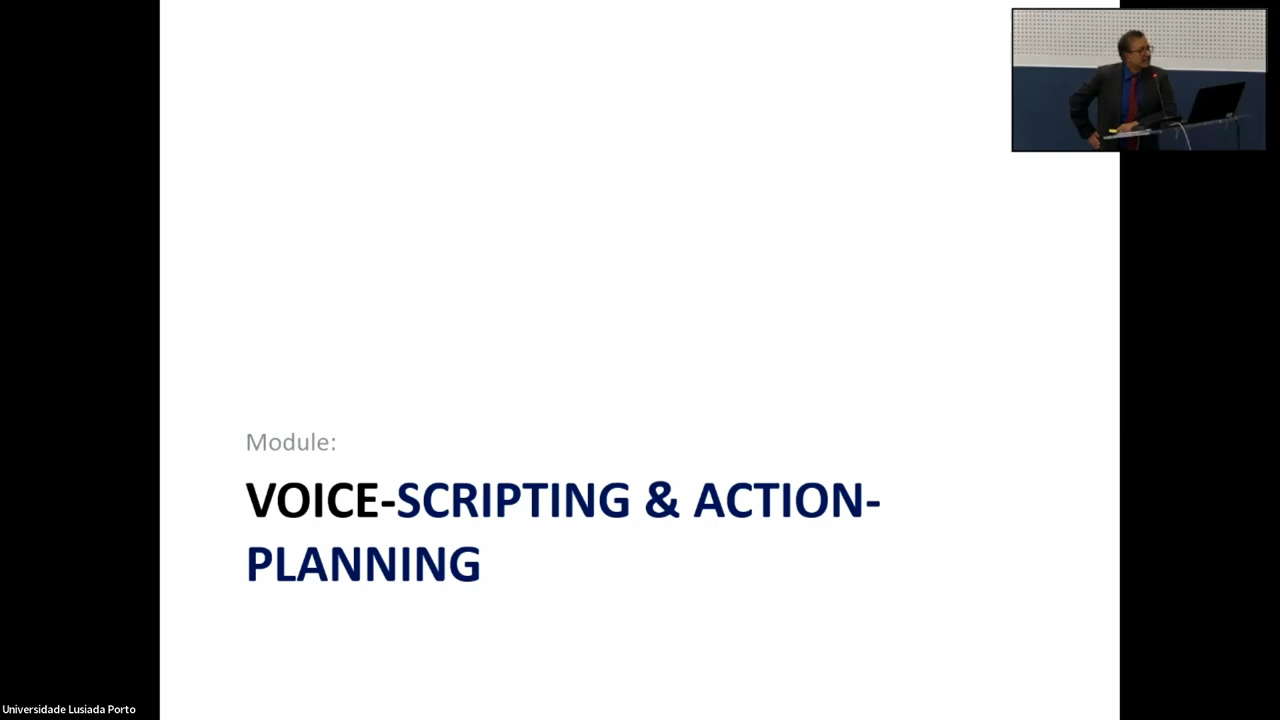 Module:
VOICE-SCRIPTING & ACTION-
PLANNING
Universidade Lusiada Porto